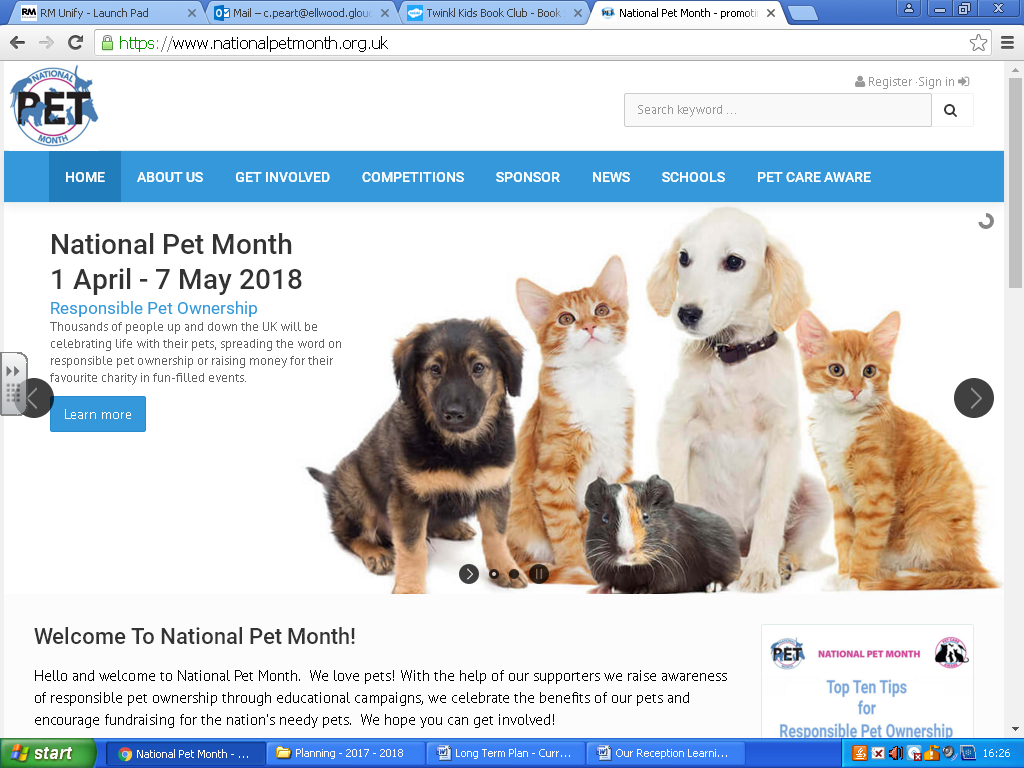 RM Unify - Launch Pad
Mail – c.peart@ellwood.glouc
Twinkl Kids Book Club - Book
National Pet Month - promoti
https://www.nationalpetmonth.org.uk
NATIONAL
PET
MONTH
Register · Sign in
Search keyword ...
HOME
ABOUT US
GET INVOLVED
COMPETITIONS
SPONSOR
NEWS
SCHOOLS
PET CARE AWARE
National Pet Month
1 April - 7 May 2018
Responsible Pet Ownership
Thousands of people up and down the UK will be
celebrating life with their pets, spreading the word on
responsible pet ownership or raising money for their
favourite charity in fun-filled events.
Learn more
Welcome To National Pet Month!
Hello and welcome to National Pet Month. We love pets! With the help of our supporters we raise awareness
of responsible pet ownership through educational campaigns, we celebrate the benefits of our pets and
encourage fundraising for the nation's needy pets. We hope you can get involved!
PET
NATIONAL PET MONTH
Top Ten Tips
for
Responsible Pet Ownership
start
National Pet Month - ...
Planning - 2017 - 2018
Long Term Plan - Curr...
Our Reception Learni...
16:26